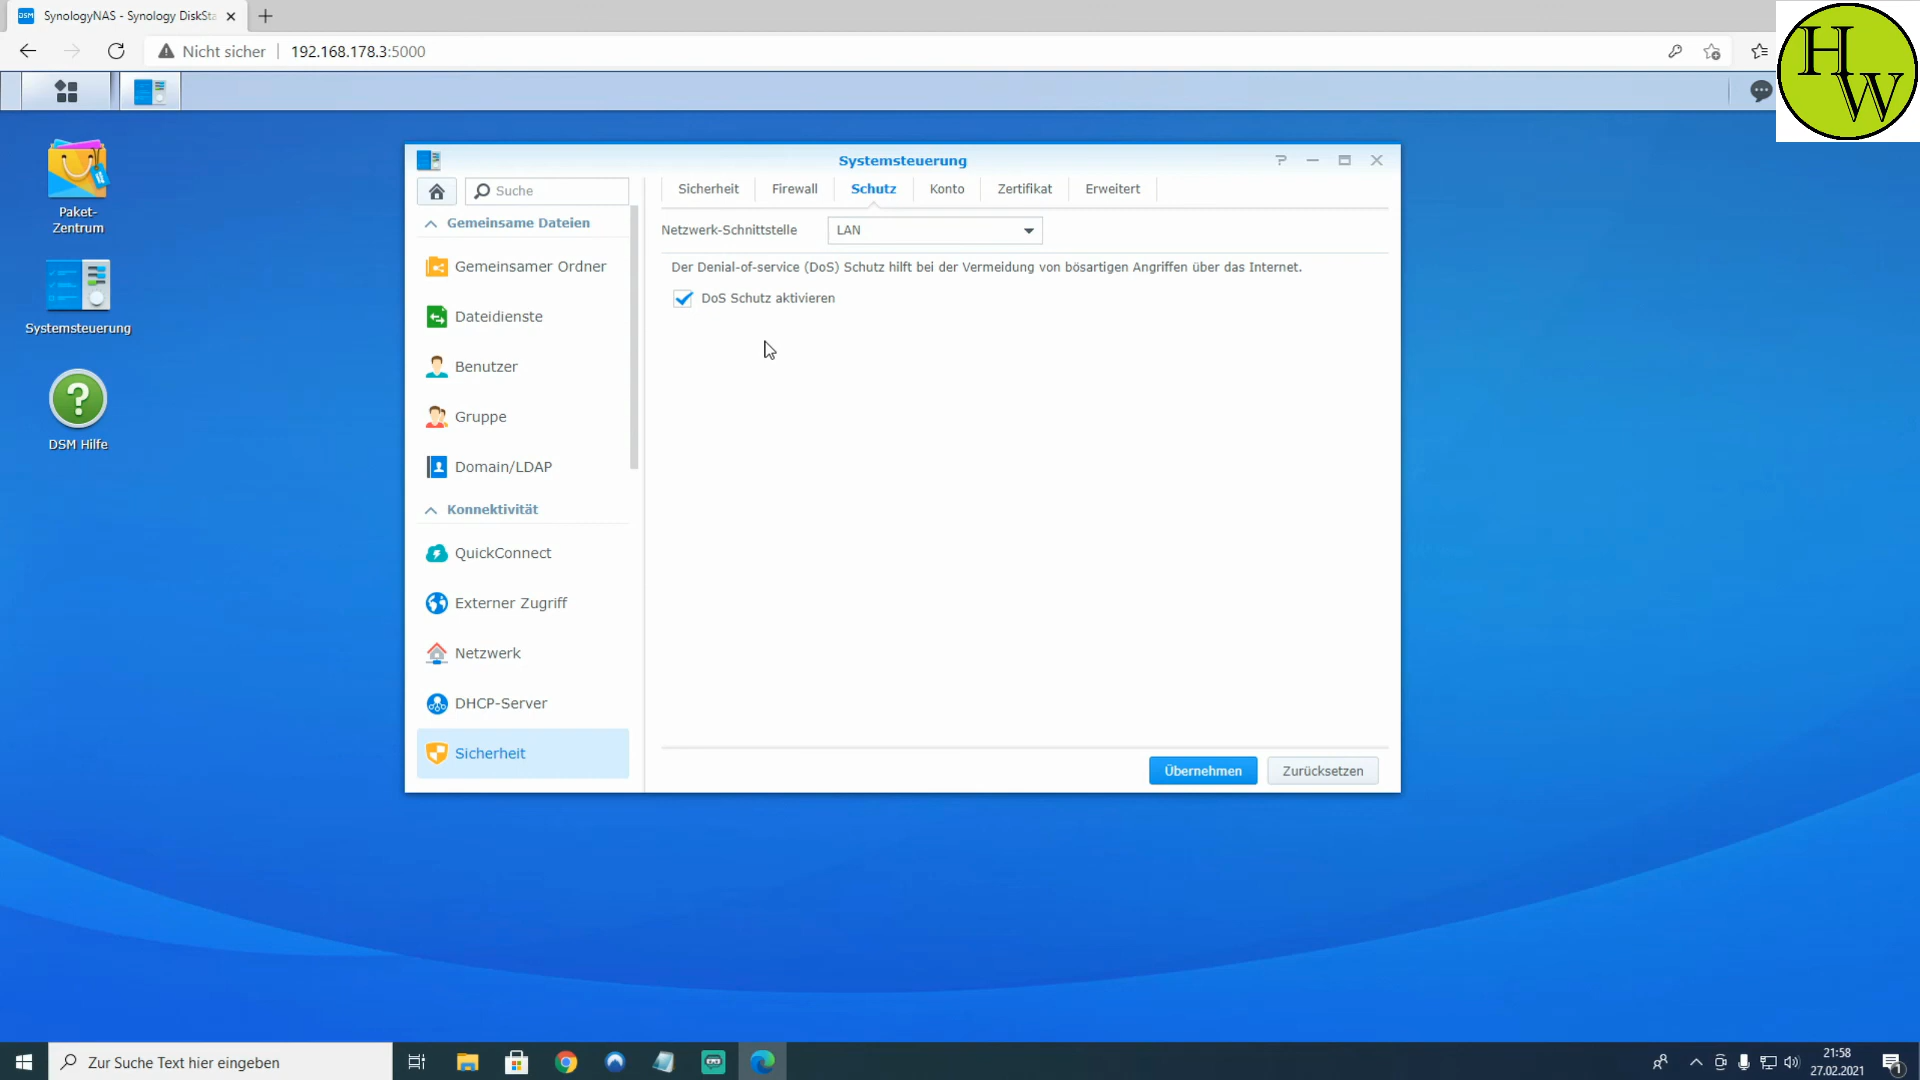 SynologyNAS - Synology DiskSta
Nicht sicher
192.168.178.3:5000
HW
Paket-
Zentrum
Systemsteuerung
DSM Hilfe
Systemsteuerung
Suche
Gemeinsame Dateien
Gemeinsamer Ordner
Dateidienste
Benutzer
Gruppe
Domain/LDAP
Konnektivität
QuickConnect
Externer Zugriff
Netzwerk
DHCP-Server
Sicherheit
Sicherheit Firewall Schutz Konto Zertifikat Erweitert
Netzwerk-Schnittstelle LAN
Der Denial-of-service (DoS) Schutz hilft bei der Vermeidung von bösartigen Angriffen über das Internet.
DoS Schutz aktivieren
Übernehmen Zurücksetzen
Zur Suche Text hier eingeben
21:58
27.02.2021
1